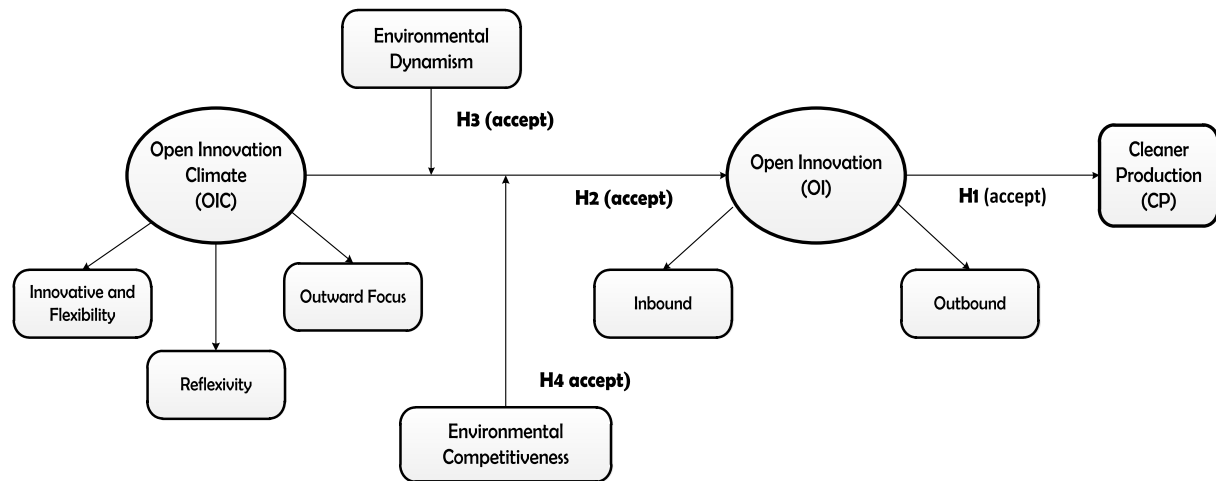 Environmental
Dynamism
H3 (accept)
Open Innovation
Climate
(OIC)
H2 (accept)
Open Innovation
(OI)
H1 (accept)
Cleaner
Production
(CP)
Innovative and
Flexibility
Outward Focus
Reflexivity
Inbound
Outbound
H4 accept)
Environmental
Competitiveness